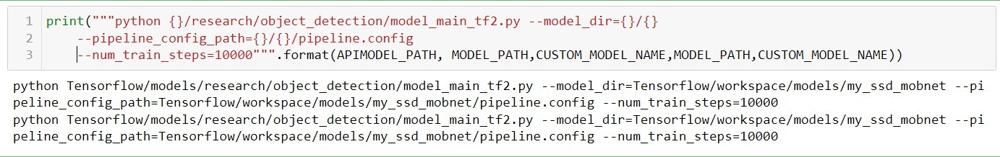 1 print("""python {}/research/object_detection/model_main_tf2.py --model_dir={}/{}
2 --pipeline_config_path={}/{}/pipeline.config
3 --num_train_steps=10000""".format(APIMODEL_PATH, MODEL_PATH,CUSTOM_MODEL_NAME,MODEL_PATH,CUSTOM_MODEL_NAME))
python Tensorflow/models/research/object_detection/model_main_tf2.py --model_dir=Tensorflow/workspace/models/my_ssd_mobnet --pi
peline_config_path=Tensorflow/workspace/models/my_ssd_mobnet/pipeline.config --num_train_steps=10000
python Tensorflow/models/research/object_detection/model_main_tf2.py --model_dir=Tensorflow/workspace/models/my_ssd_mobnet --pi
peline_config_path=Tensorflow/workspace/models/my_ssd_mobnet/pipeline.config --num_train_steps=10000